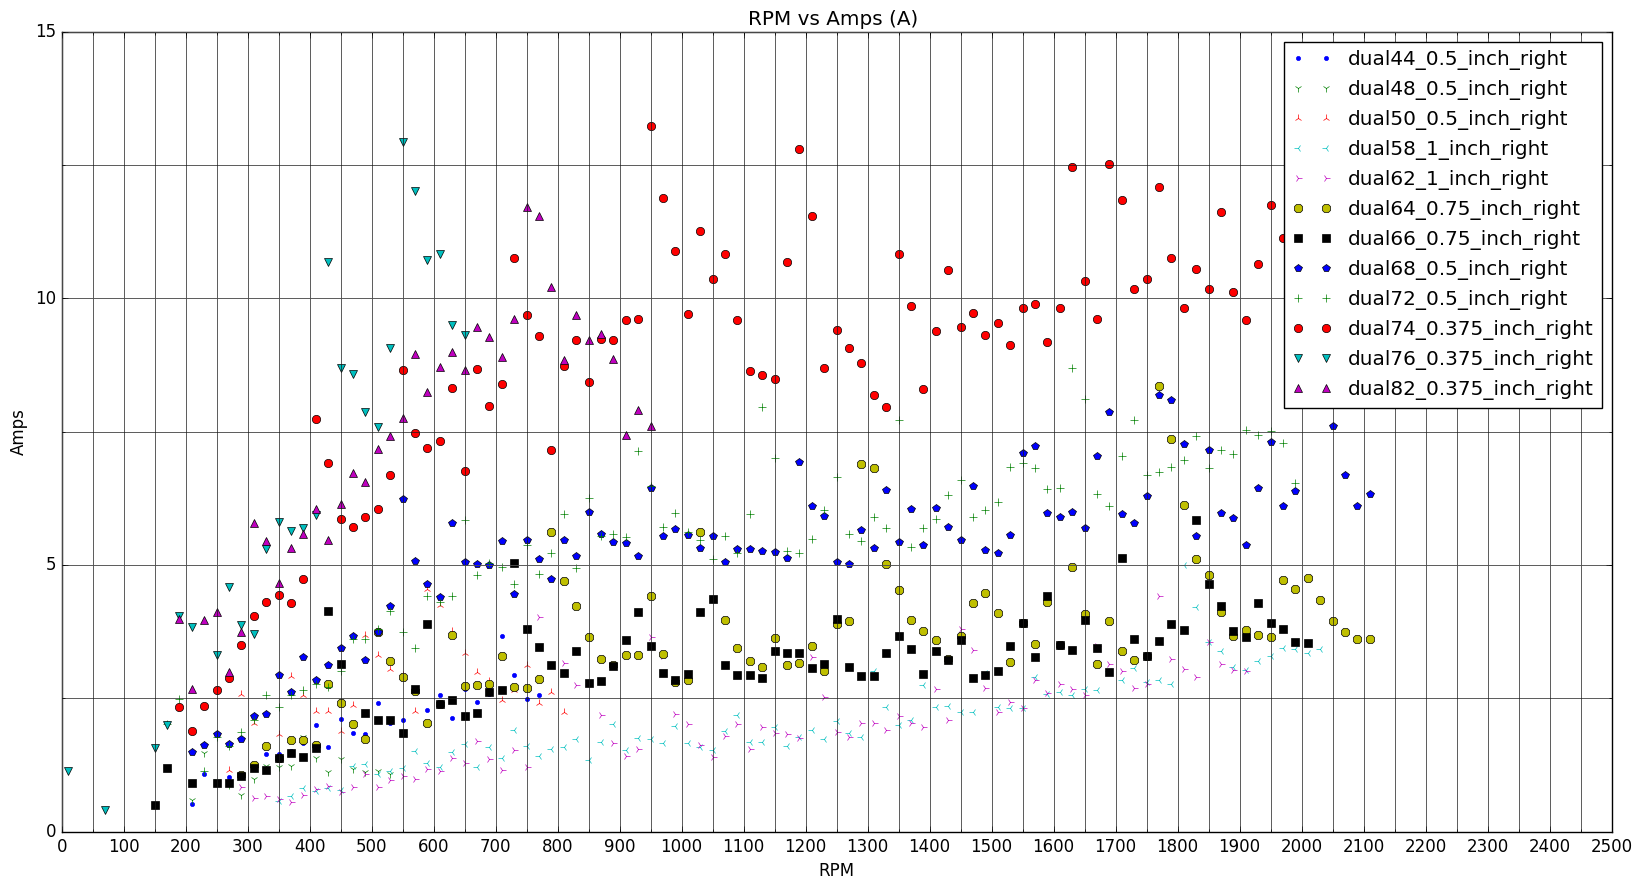 RPM vs Amps (A)
15
dual44_0.5_inch_right
dual48_0.5_inch_right
dual50_0.5_inch_right
dual58_1_inch_right
dual62_1_inch_right
dual64_0.75_inch_right
dual66_0.75_inch_right
dual68_0.5_inch_right
dual72_0.5_inch_right
dual74_0.375_inch_right
dual76_0.375_inch_right
dual82_0.375_inch_right
10
Amps
5
0
0 100 200 300 400 500 600 700 800 900 1000 1100 1200 1300 1400 1500 1600 1700 1800 1900 2000 2100 2200 2300 2400 2500
RPM